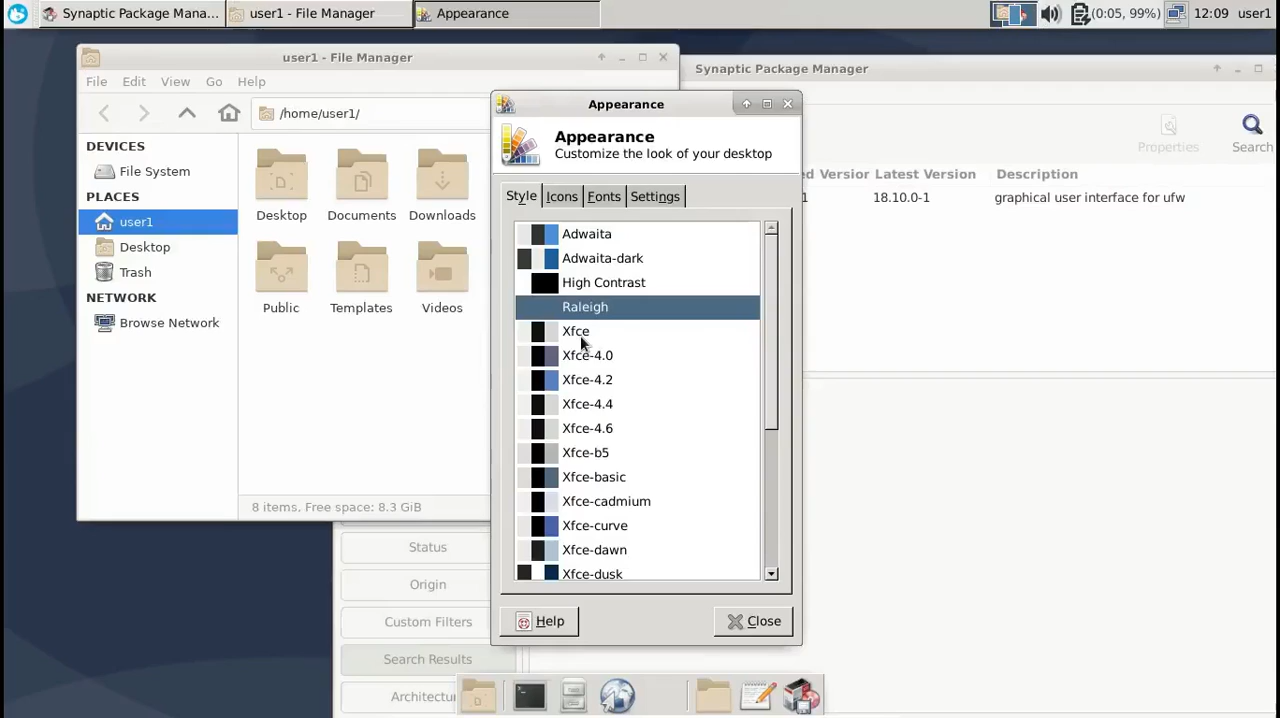 Synaptic Package Mana...
user1 - File Manager
Appearance
(0:05, 99%)
12:09
user1
user1 - File Manager
File Edit View Go Help
/home/user1/
DEVICES
File System
PLACES
user1
Desktop
Trash
NETWORK
Browse Network
Desktop Documents Downloads
Public Templates Videos
8 items, Free space: 8.3 GiB
Synaptic Package Manager
Properties
Search
Latest Version Description
18.10.0-1 graphical user interface for ufw
Status
Origin
Custom Filters
Search Results
Appearance
Appearance
Customize the look of your desktop
Style Icons Fonts Settings
Adwaita
Adwaita-dark
High Contrast
Raleigh
Xfce
Xfce-4.0
Xfce-4.2
Xfce-4.4
Xfce-4.6
Xfce-b5
Xfce-basic
Xfce-cadmium
Xfce-curve
Xfce-dawn
Xfce-dusk
Help
Close